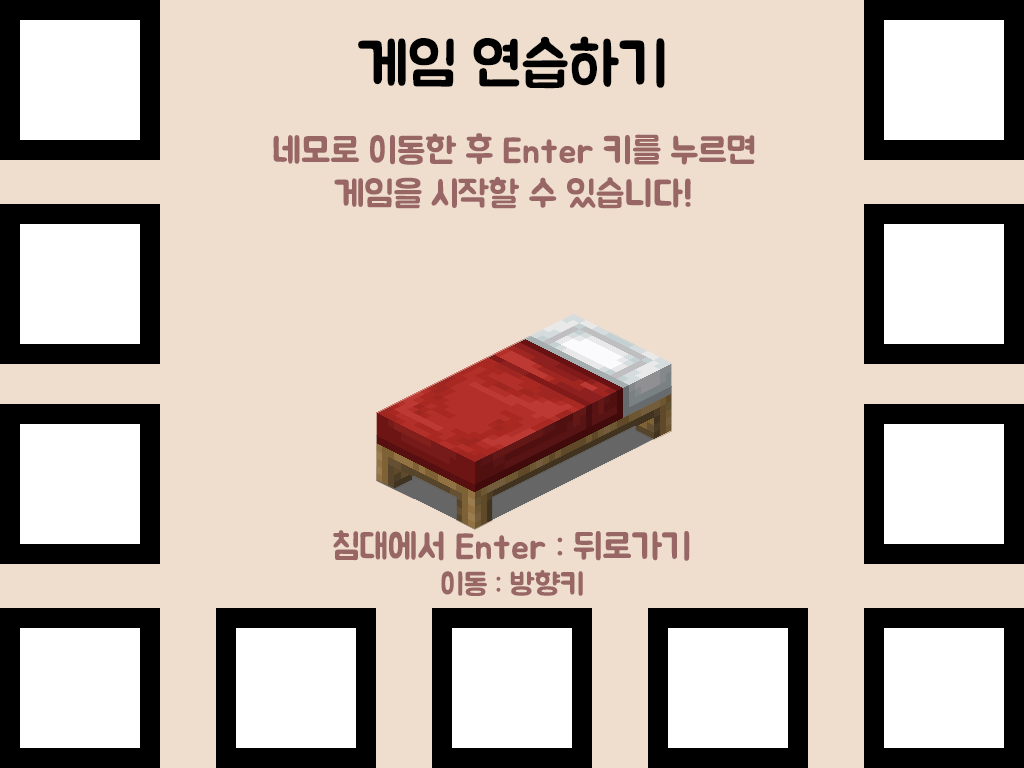 게임 연습하기
네모로 이동한 후 Enter 키를 누르면
게임을 시작할 수 있습니다!
침대에서 Enter : 뒤로가기
이동 : 방향키